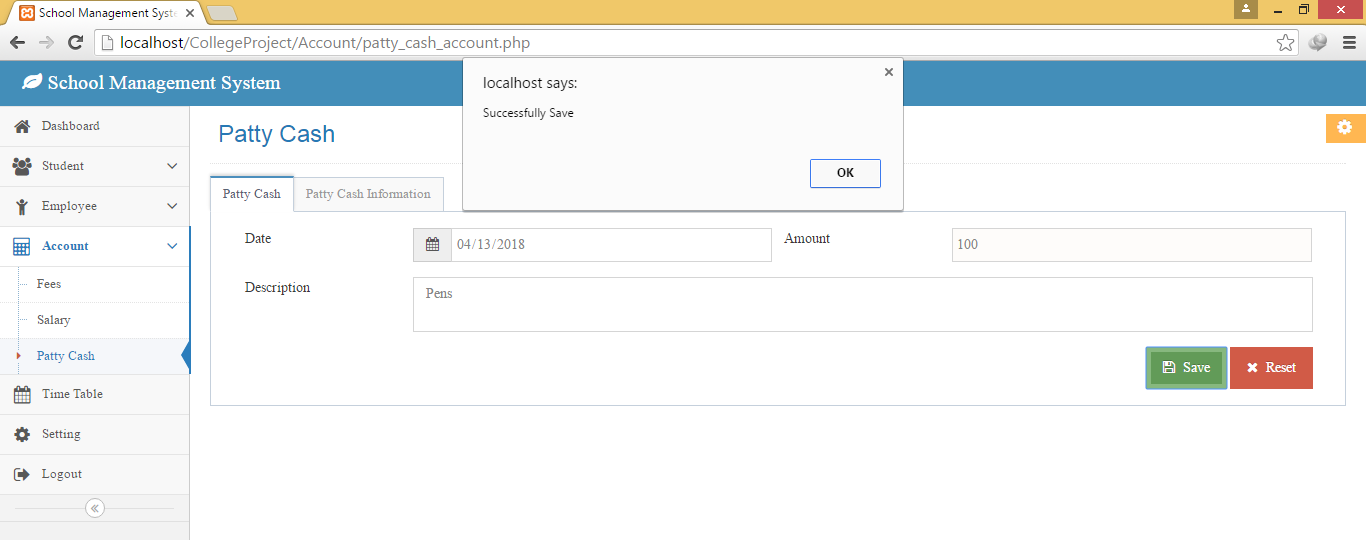 School Management Syste
localhost/CollegeProject/Account/patty_cash_account.php
School Management System
localhost says:
Successfully Save
OK
Dashboard
Student
Employee
Account
Fees
Salary
Patty Cash
Time Table
Setting
Logout
Patty Cash
Patty Cash
Patty Cash Information
Date
04/13/2018
Amount
100
Description
Pens
Save
Reset